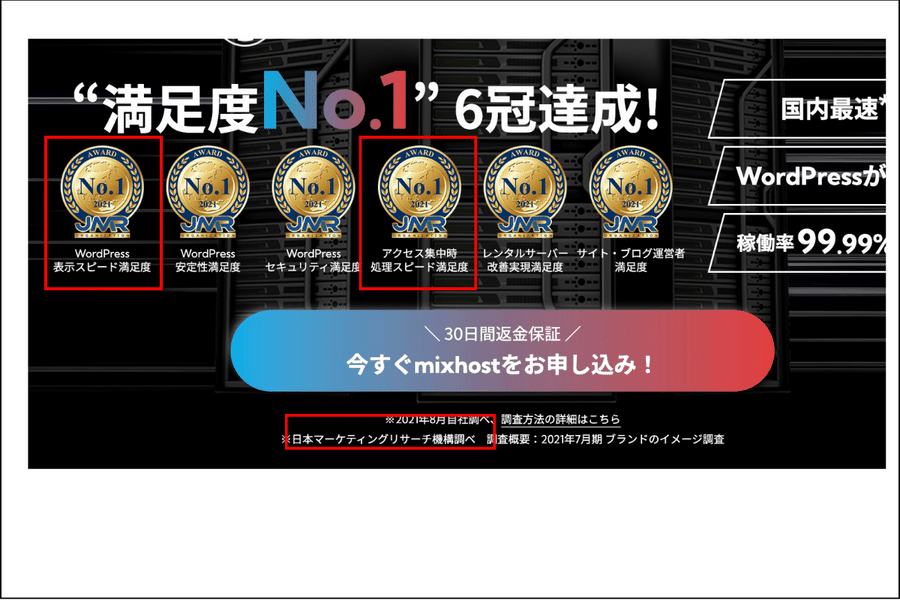 “満足度No.1” 6冠達成!
国内最速*
WordPressが
稼働率99.99%
AWARD No.1 2021 JMR
AWARD No.1 2021 JMR
AWARD No.1 2021 JMR
AWARD No.1 2021 JMR
AWARD No.1 2021 JMR
AWARD No.1 2021 JMR
WordPress
表示スピード満足度
WordPress
安定性満足度
WordPress
セキュリティ満足度
アクセス集中時
処理スピード満足度
レンタルサーバー
改善実現満足度
サイト・ブログ運営者
満足度
＼ 30日間返金保証 ／
今すぐmixhostをお申し込み！
※2021年8月自社調べ、調査方法の詳細はこちら
※日本マーケティングリサーチ機構調べ　調査概要：2021年7月期 ブランドのイメージ調査